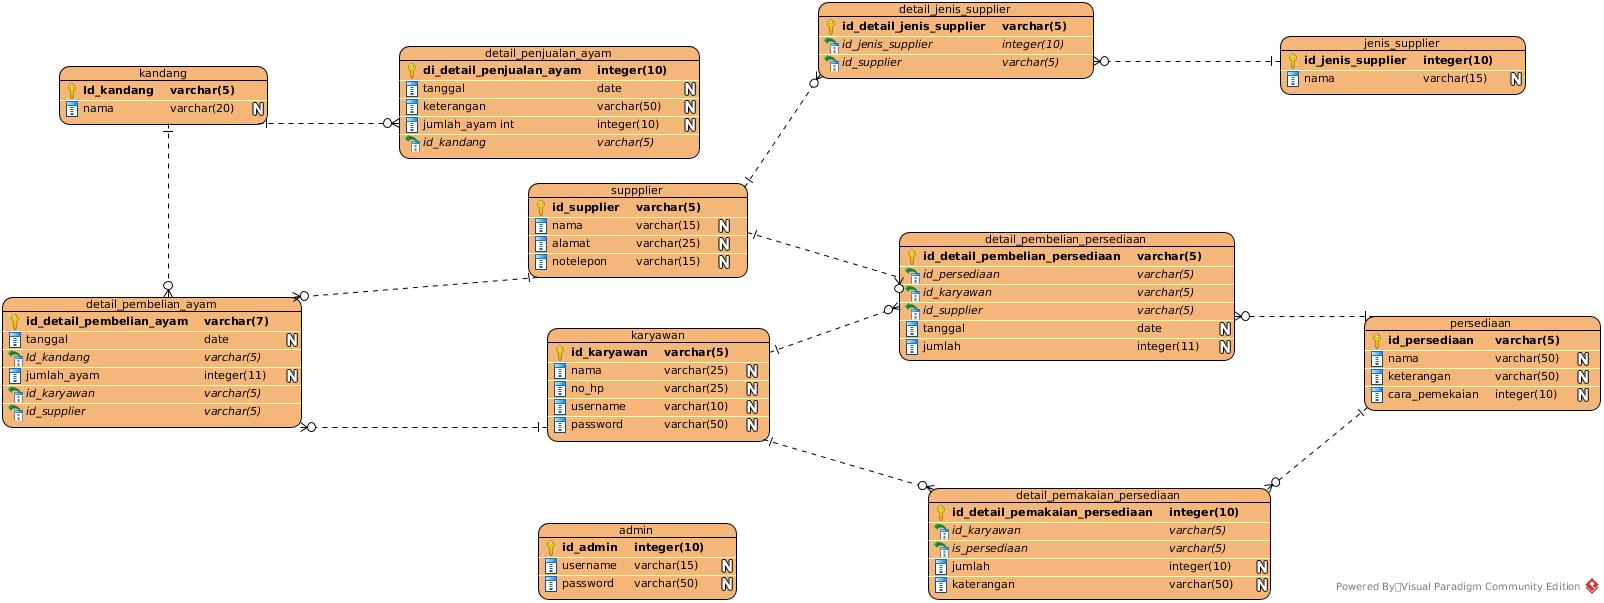 detail_jenis_supplier
id_detail_jenis_supplier varchar(5)
id_jenis_supplier integer(10)
id_supplier varchar(5)
jenis_supplier
id_jenis_supplier integer(10)
nama varchar(15) N
detail_penjualan_ayam
di_detail_penjualan_ayam integer(10)
tanggal date N
keterangan varchar(50) N
jumlah_ayam int integer(10) N
id_kandang varchar(5)
kandang
Id_kandang varchar(5)
nama varchar(20) N
suppplier
id_supplier varchar(5)
nama varchar(15) N
alamat varchar(25) N
notelepon varchar(15) N
detail_pembelian_persediaan
id_detail_pembelian_persediaan varchar(5)
id_persediaan varchar(5)
id_karyawan varchar(5)
id_supplier varchar(5)
tanggal date N
jumlah integer(11) N
detail_pembelian_ayam
id_detail_pembelian_ayam varchar(7)
tanggal date N
Id_kandang varchar(5)
jumlah_ayam integer(11) N
id_karyawan varchar(5)
id_supplier varchar(5)
karyawan
id_karyawan varchar(5)
nama varchar(25) N
no_hp varchar(25) N
username varchar(10) N
password varchar(50) N
persediaan
id_persediaan varchar(5)
nama varchar(50) N
keterangan varchar(50) N
cara_pemekaian integer(10) N
detail_pemakaian_persediaan
id_detail_pemakaian_persediaan integer(10)
id_karyawan varchar(5)
is_persediaan varchar(5)
jumlah integer(10) N
katerangan varchar(50) N
admin
id_admin integer(10)
username varchar(15) N
password varchar(50) N
Powered By Visual Paradigm Community Edition